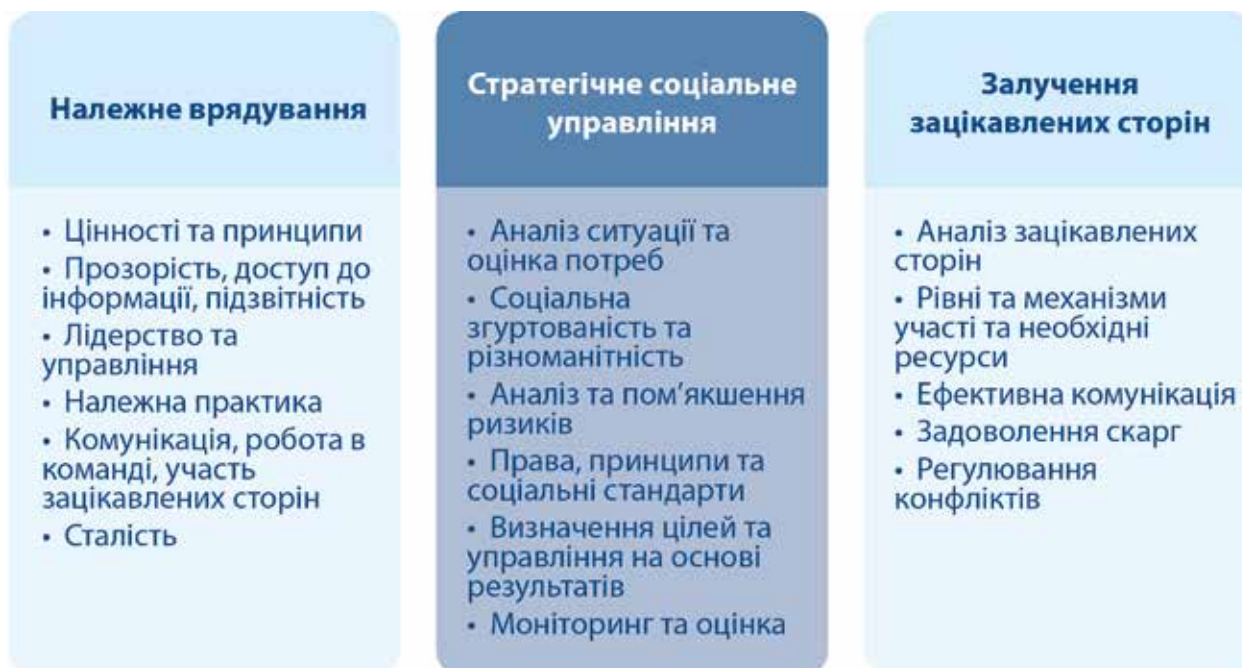 Належне врядування
• Цінності та принципи
• Прозорість, доступ до
інформації, підзвітність
• Лідерство та
управління
• Належна практика
• Комунікація, робота в
команді, участь
зацікавлених сторін
• Сталість
Стратегічне соціальне
управління
• Аналіз ситуації та
оцінка потреб
• Соціальна
згуртованість та
різноманітність
• Аналіз та пом’якшення
ризиків
• Права, принципи та
соціальні стандарти
• Визначення цілей та
управління на основі
результатів
• Моніторинг та оцінка
Залучення
зацікавлених сторін
• Аналіз зацікавлених
сторін
• Рівні та механізми
участі та необхідні
ресурси
• Ефективна комунікація
• Задоволення скарг
• Регулювання
конфліктів